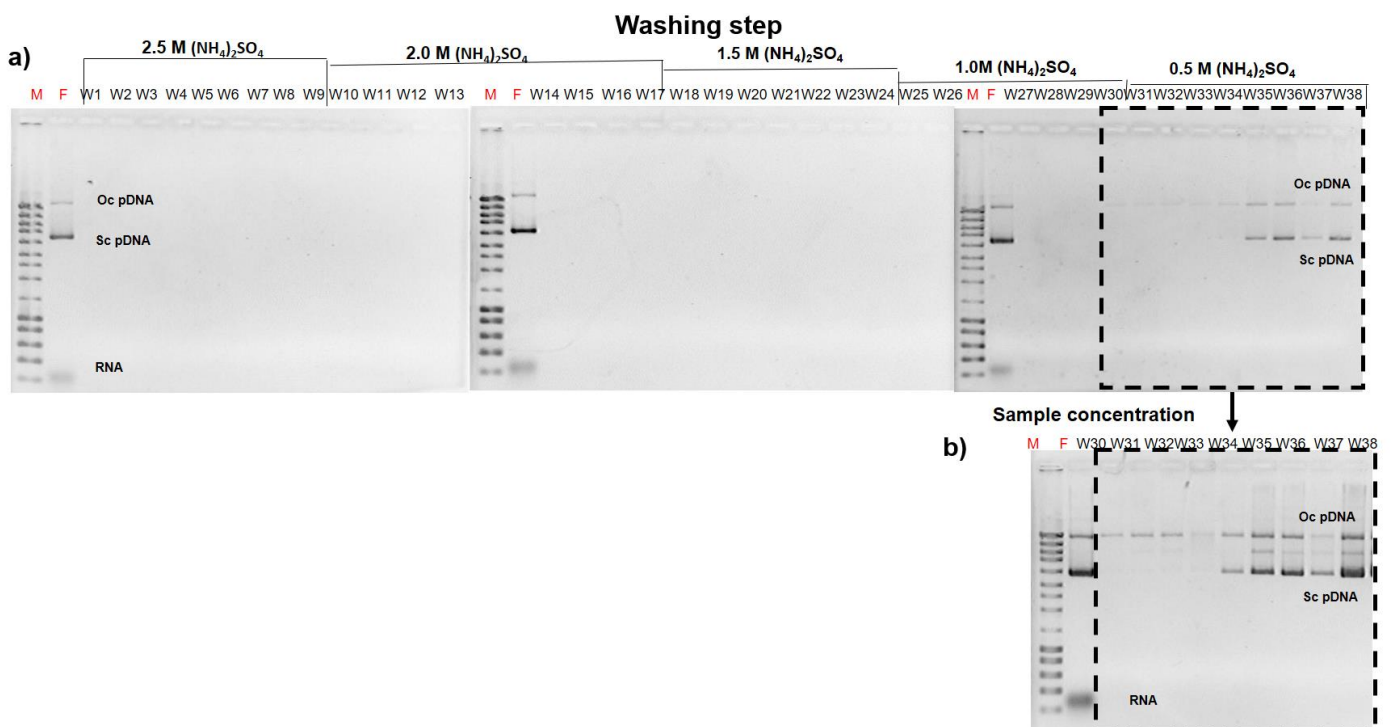 Washing step
a)
2.5 M (NH₄)₂SO₄ 2.0 M (NH₄)₂SO₄ 1.5 M (NH₄)₂SO₄ 1.0M (NH₄)₂SO₄ 0.5 M (NH₄)₂SO₄
M F W1 W2 W3 W4 W5 W6 W7 W8 W9 W10 W11 W12 W13 M F W14 W15 W16 W17 W18 W19 W20 W21 W22 W23 W24 W25 W26 M F W27 W28 W29 W30 W31 W32 W33 W34 W35 W36 W37 W38
Oc pDNA
Sc pDNA
RNA
Oc pDNA
Sc pDNA
Sample concentration
b)
M F W30 W31 W32 W33 W34 W35 W36 W37 W38
Oc pDNA
Sc pDNA
RNA